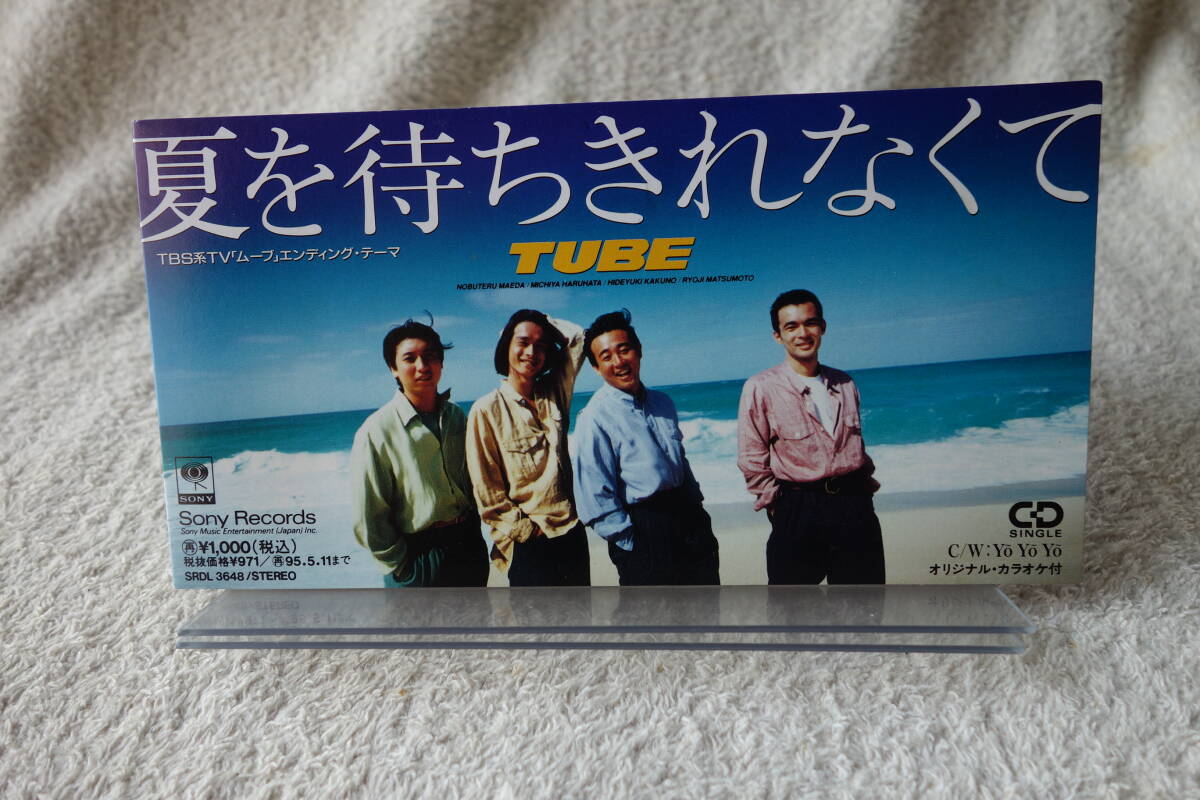 夏を待ちきれなくて
TBS系TV「ムーブ」エンディング・テーマ
TUBE
NOBUTERU MAEDA / MICHIYA HARUHATA / HIDEYUKI KAKUNO / RYOJI MATSUMOTO
SONY
Sony Records
Sony Music Entertainment (Japan) Inc.
再¥1,000(税込)
税抜価格¥971/再95.5.11まで
SRDL 3648/STEREO
CD
SINGLE
C/W:Yō Yō Yō
オリジナル・カラオケ付